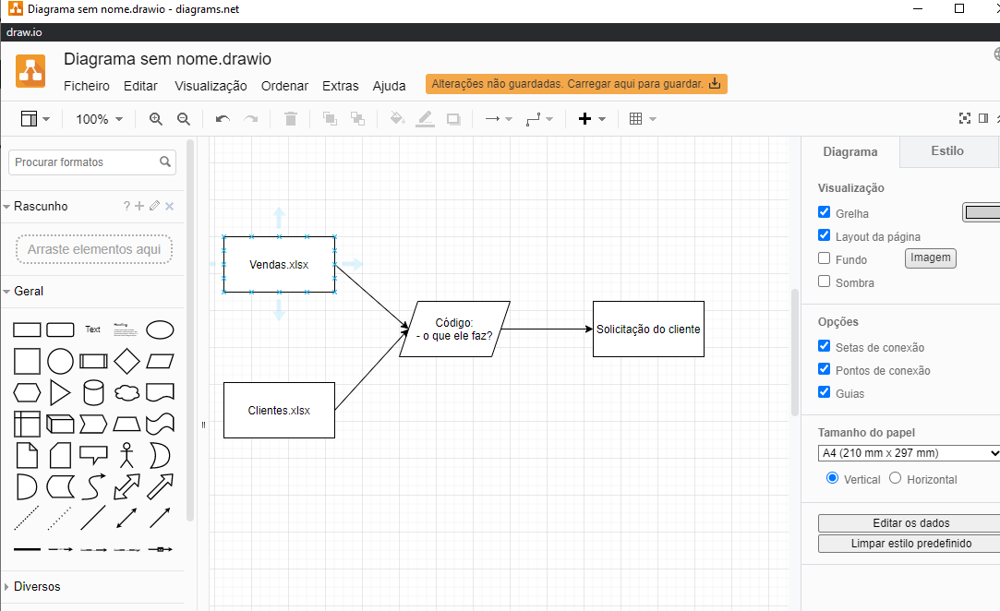 Diagrama sem nome.drawio - diagrams.net
draw.io
Diagrama sem nome.drawio
Ficheiro Editar Visualização Ordenar Extras Ajuda
Alterações não guardadas. Carregar aqui para guardar.
100%
Procurar formatos
Rascunho ?
Arraste elementos aqui
Geral
Text
Heading
Diversos
Vendas.xlsx
Código:
- o que ele faz?
Solicitação do cliente
Clientes.xlsx
Diagrama Estilo
Visualização
Grelha
Layout da página
Fundo Imagem
Sombra
Opções
Setas de conexão
Pontos de conexão
Guias
Tamanho do papel
A4 (210 mm x 297 mm)
Vertical Horizontal
Editar os dados
Limpar estilo predefinido